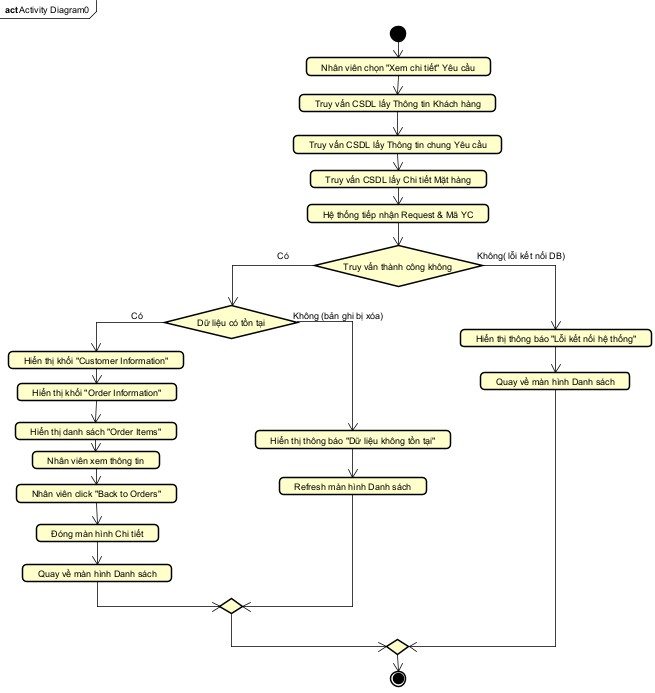 act Activity Diagram0
Nhân viên chọn "Xem chi tiết" Yêu cầu
Truy vấn CSDL lấy Thông tin Khách hàng
Truy vấn CSDL lấy Thông tin chung Yêu cầu
Truy vấn CSDL lấy Chi tiết Mặt hàng
Hệ thống tiếp nhận Request & Mã YC
Truy vấn thành công không
Có
Không( lỗi kết nối DB)
Dữ liệu có tồn tại
Có
Không (bản ghi bị xóa)
Hiển thị thông báo "Lỗi kết nối hệ thống"
Quay về màn hình Danh sách
Hiển thị khối "Customer Information"
Hiển thị khối "Order Information"
Hiển thị danh sách "Order Items"
Nhân viên xem thông tin
Nhân viên click "Back to Orders"
Đóng màn hình Chi tiết
Quay về màn hình Danh sách
Hiển thị thông báo "Dữ liệu không tồn tại"
Refresh màn hình Danh sách